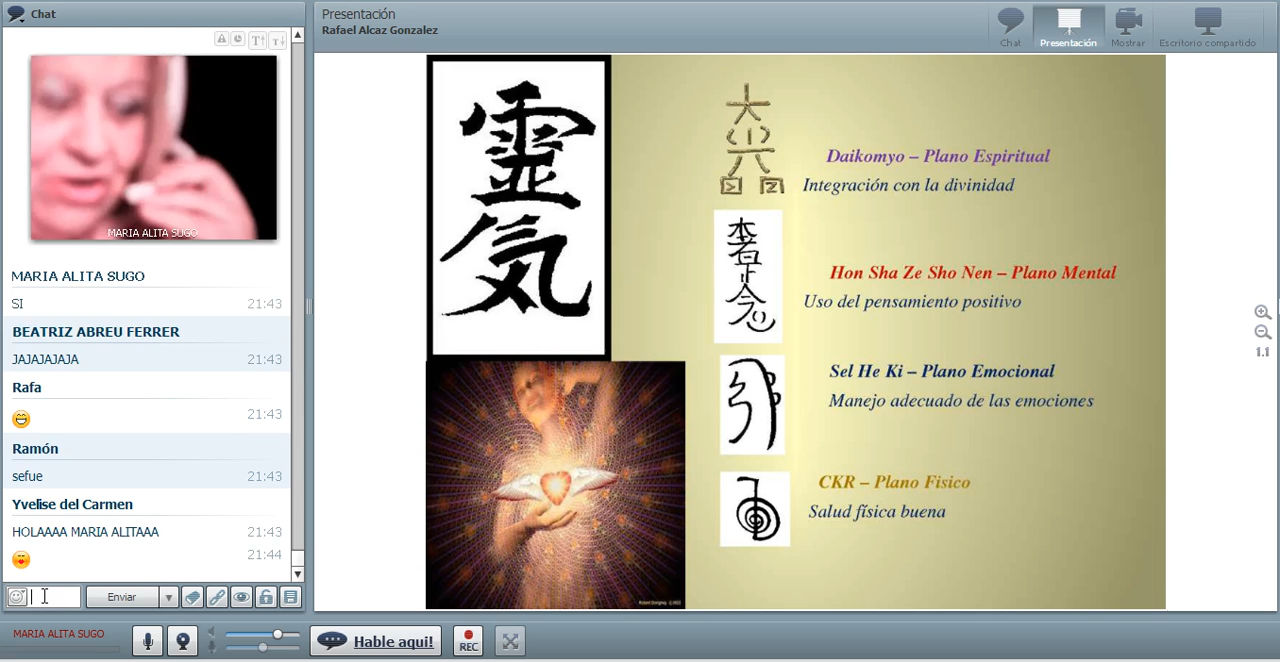 Chat
MARIA ALITA SUGO
MARIA ALITA SUGO
SI 21:43
BEATRIZ ABREU FERRER
JAJAJAJAJA 21:43
Rafa
21:43
Ramón
sefue 21:43
Yvelise del Carmen
HOLAAAA MARIA ALITAAA 21:43
21:44
Enviar
Presentación
Rafael Alcaz Gonzalez
Chat
Presentación
Mostrar
Escritorio compartido
靈
気
Daikomyo – Plano Espiritual
Integración con la divinidad
Hon Sha Ze Sho Nen – Plano Mental
Uso del pensamiento positivo
Sel He Ki – Plano Emocional
Manejo adecuado de las emociones
CKR – Plano Fisico
Salud física buena
1.1
MARIA ALITA SUGO
Hable aqui!
REC